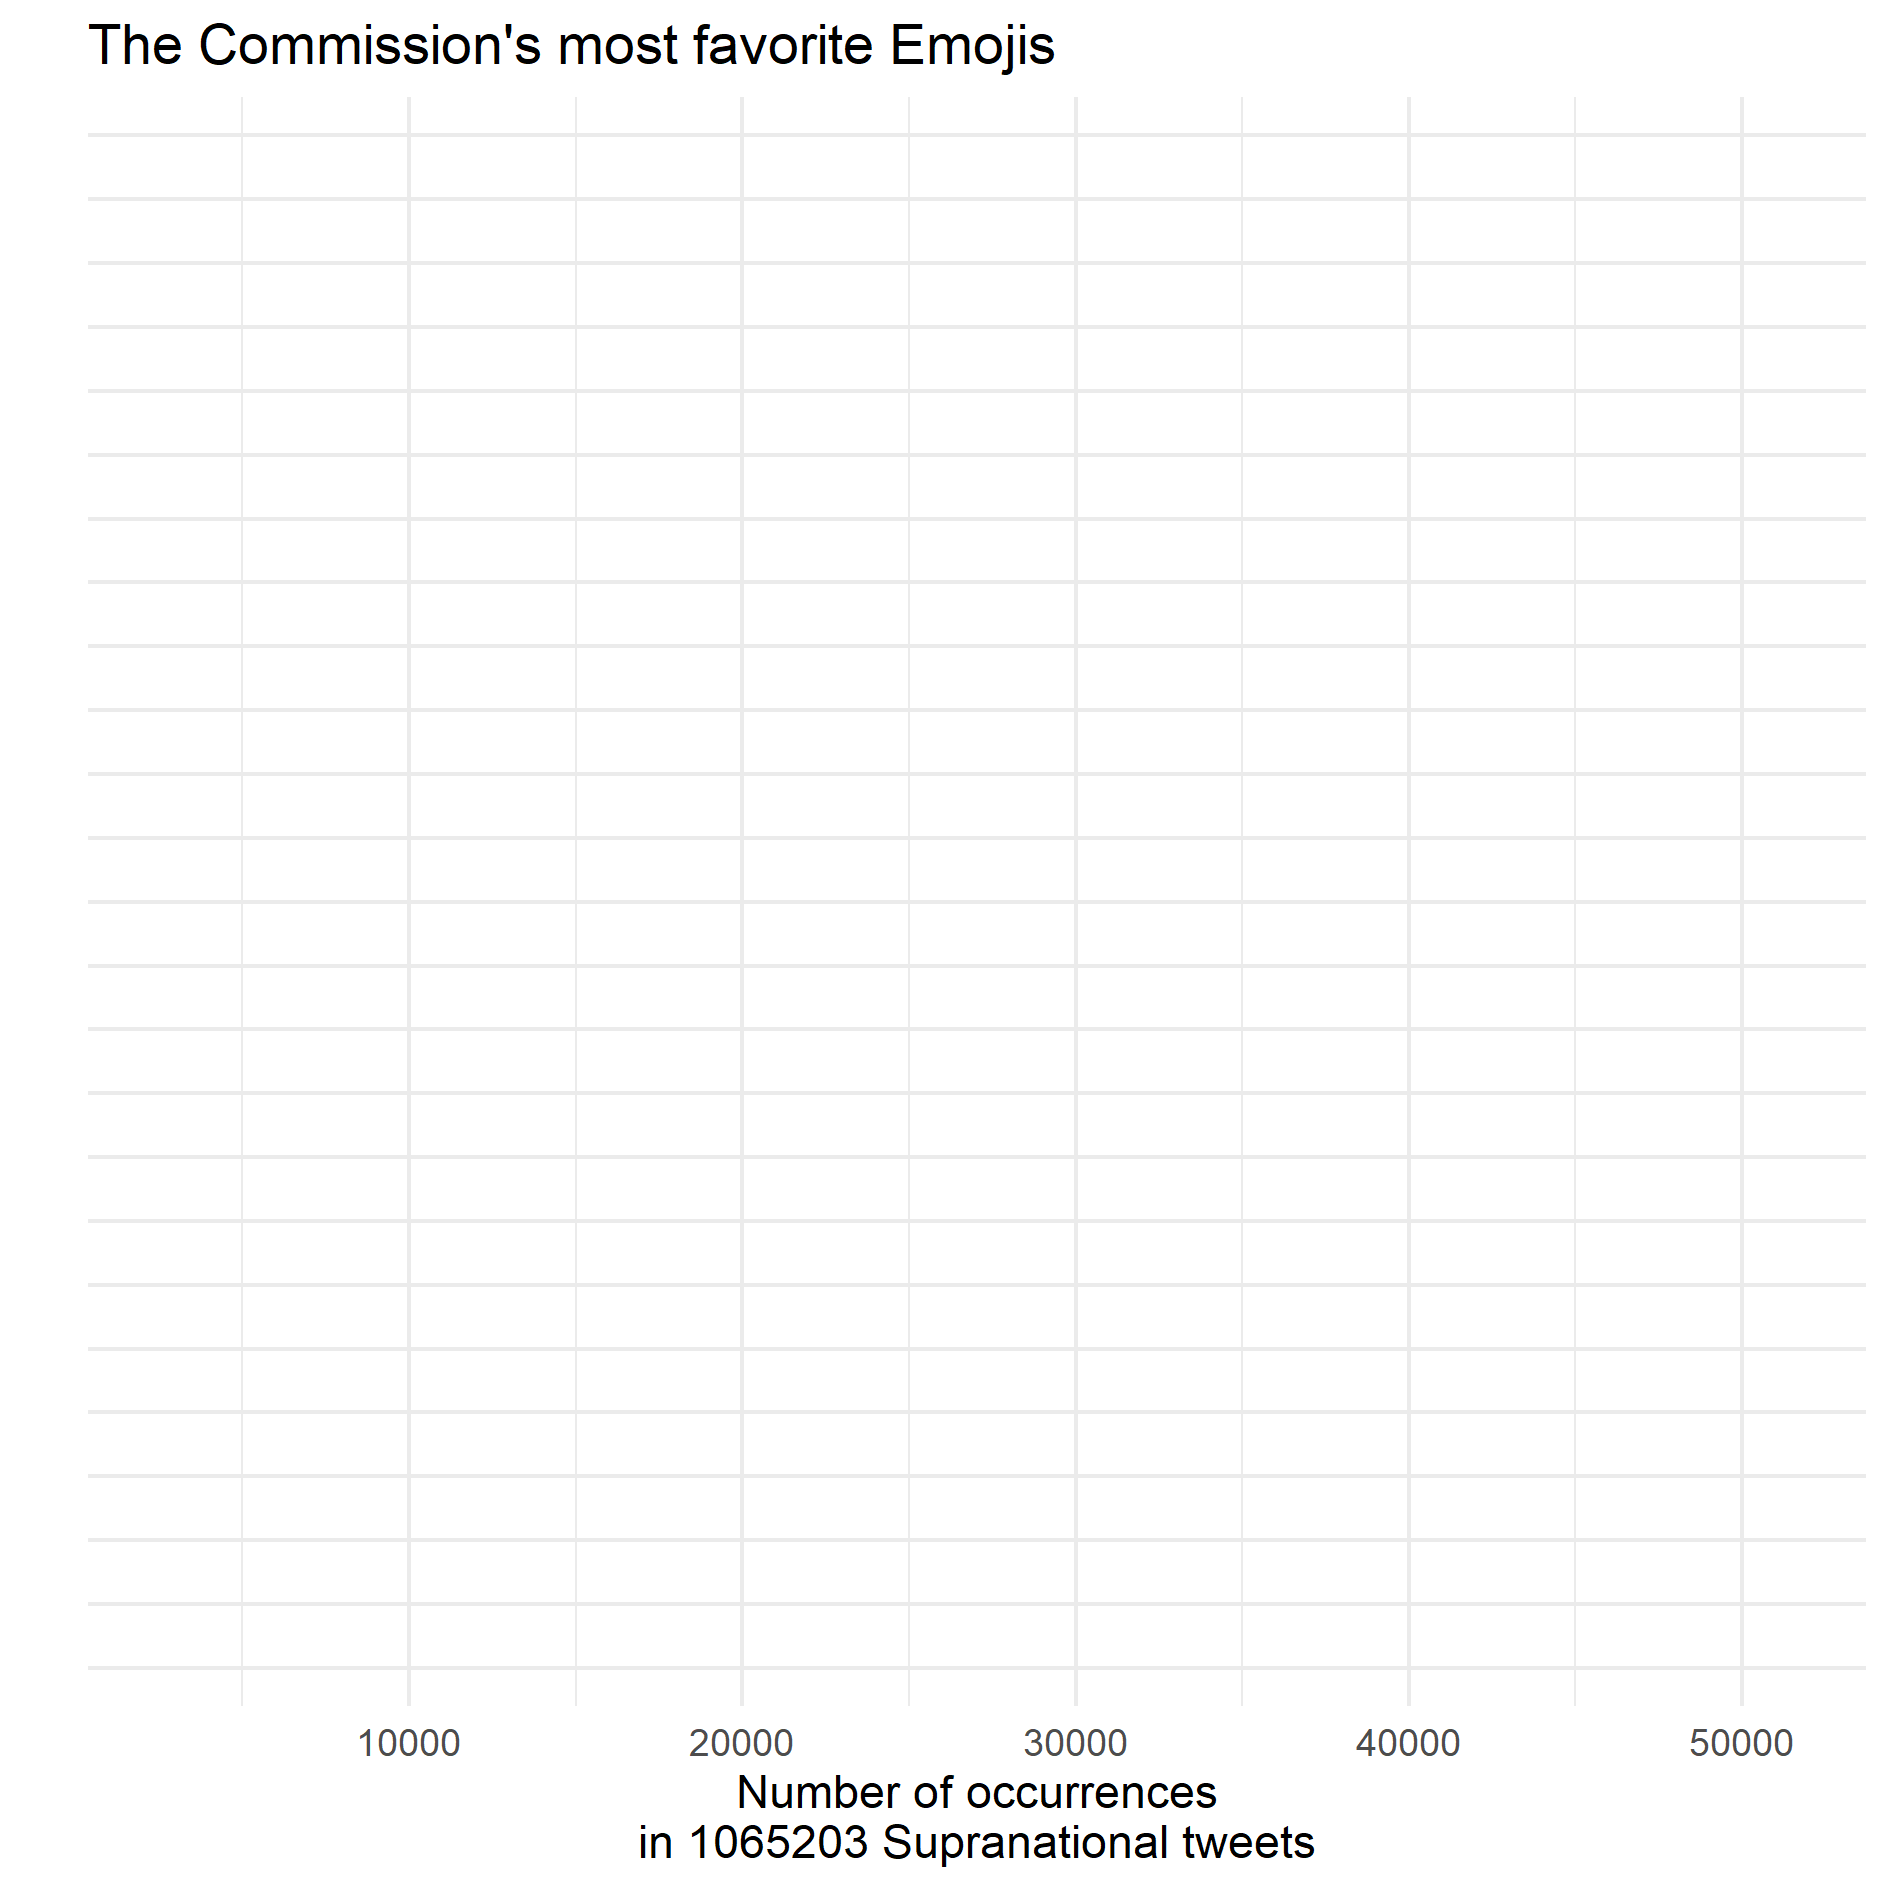 The Commission's most favorite Emojis
10000 20000 30000 40000 50000
Number of occurrences
in 1065203 Supranational tweets